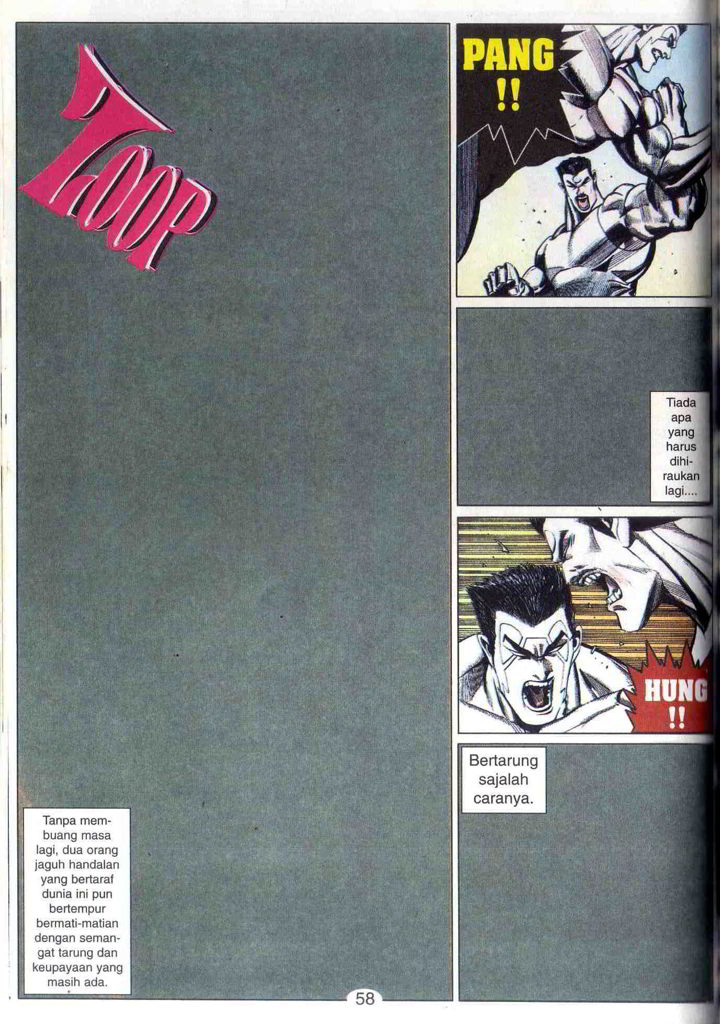 ZOOP
Tanpa mem-
buang masa
lagi, dua orang
jaguh handalan
yang bertaraf
dunia ini pun
bertempur
bermati-matian
dengan seman-
gat tarung dan
keupayaan yang
masih ada.
PANG
!!
Tiada
apa
yang
harus
dihi-
raukan
lagi....
HUNG
!!
Bertarung
sajalah
caranya.
58